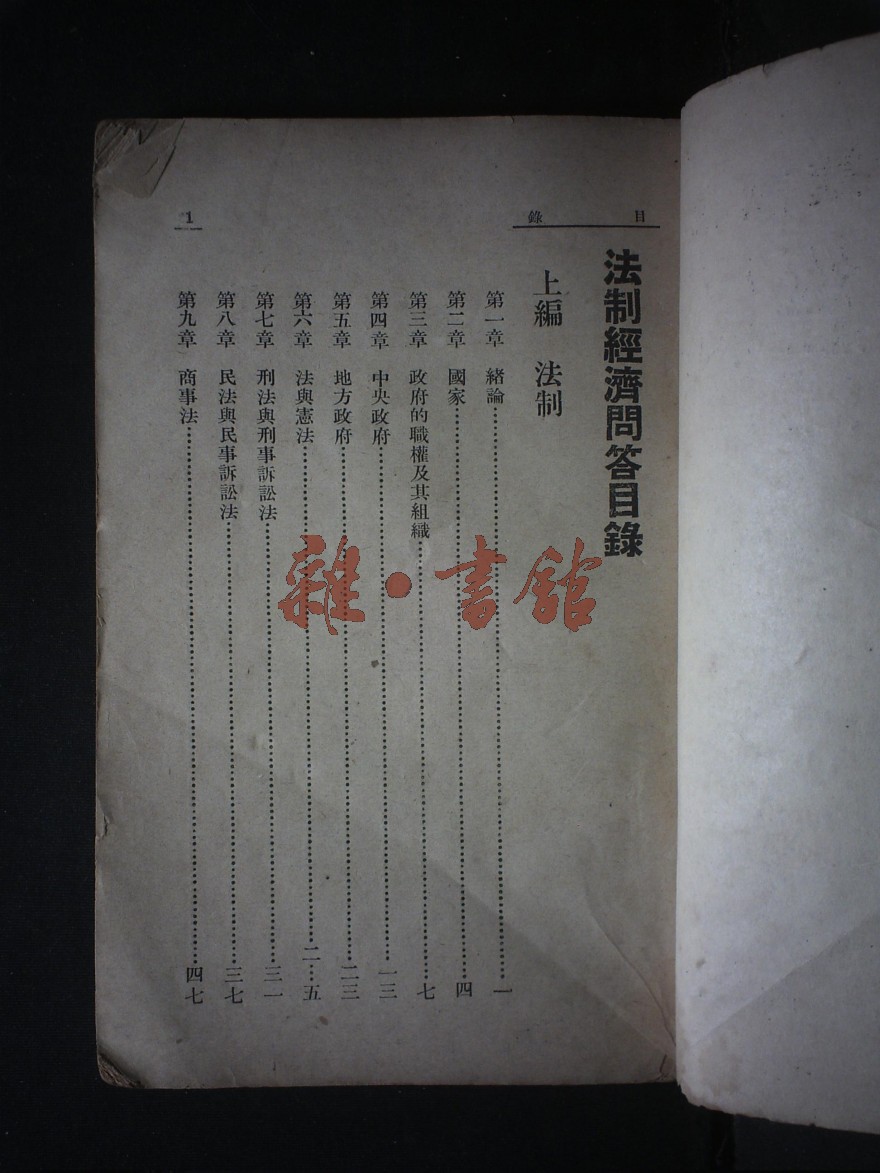 目錄
法制經濟問答目錄
上編 法制
第一章 緒論……一
第二章 國家……四
第三章 政府的職權及其組織……七
第四章 中央政府……一三
第五章 地方政府……二三
第六章 法與憲法……二·五
第七章 刑法與刑事訴訟法……三一
第八章 民法與民事訴訟法……三七
第九章 商事法……四七
1
雜·書館